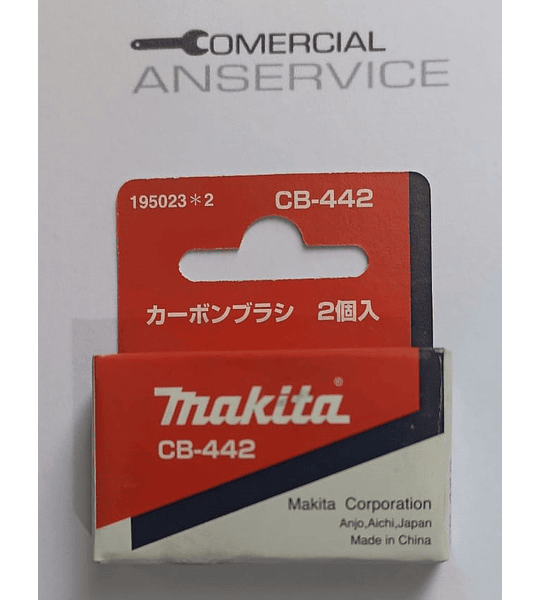 COMERCIAL
ANSERVICE
195023＊2 CB-442
カーボンブラシ 2個入
makita®
CB-442
Makita Corporation
Anjo,Aichi,Japan
Made in China